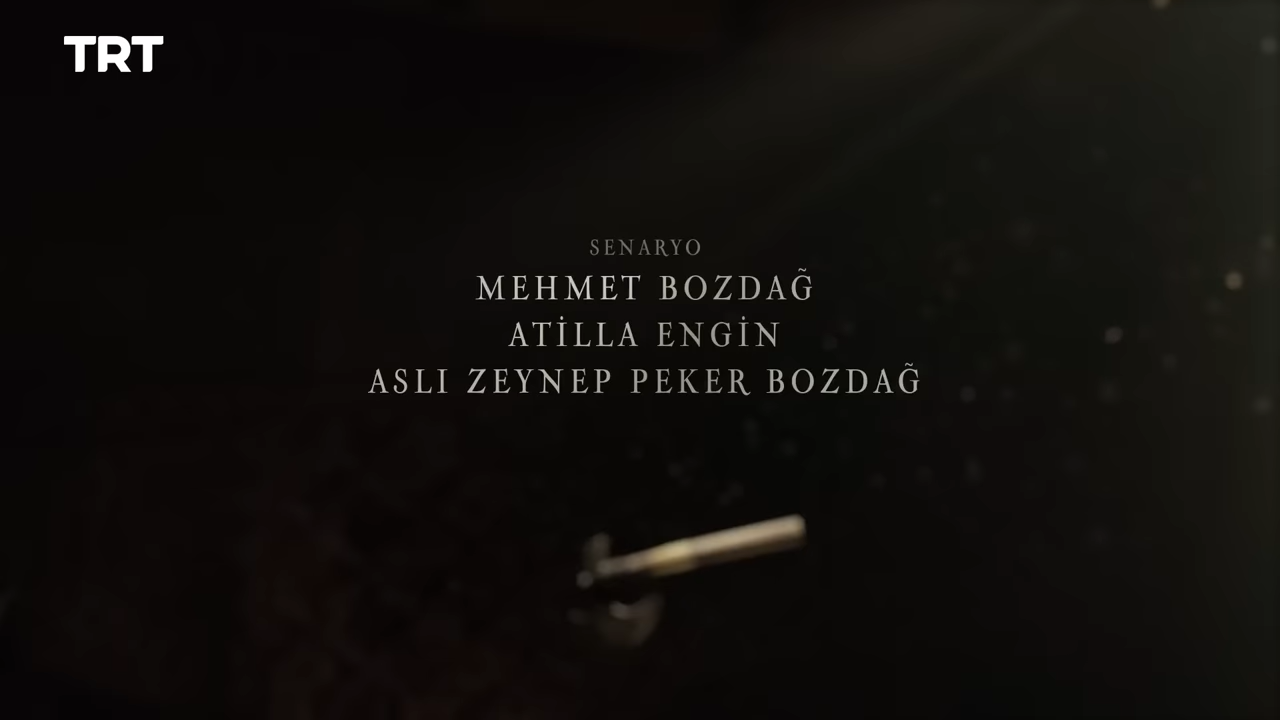 TRT
SENARYO
MEHMET BOZDAĞ
ATİLLA ENGİN
ASLI ZEYNEP PEKER BOZDAĞ